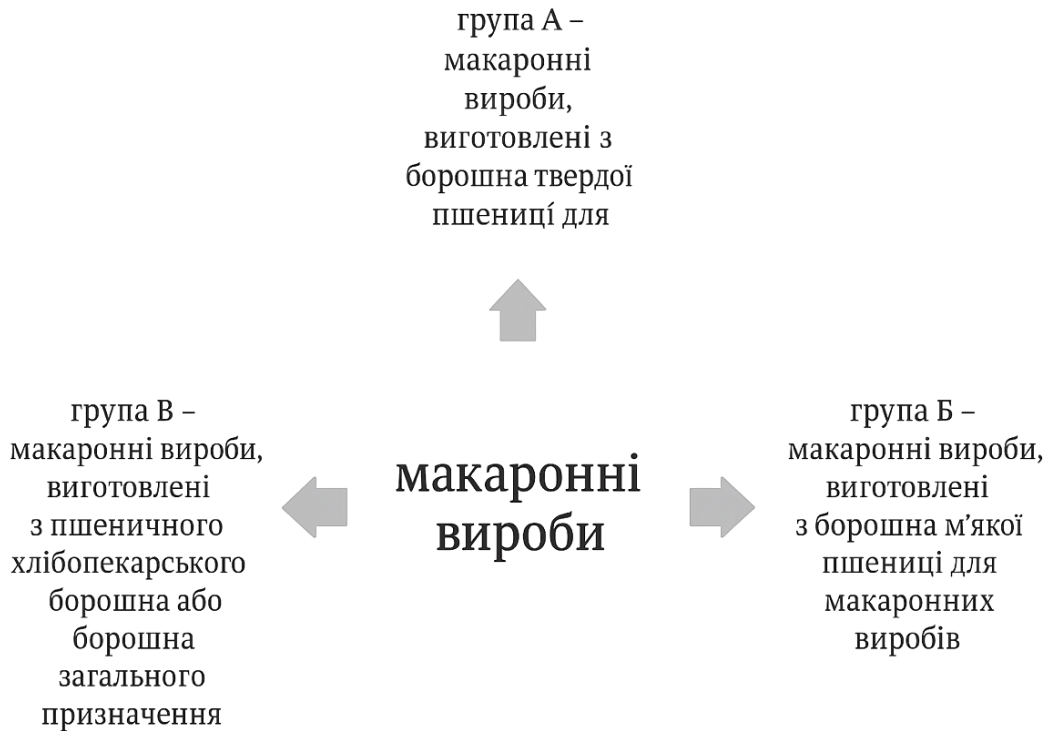 група А –
макаронні
вироби,
виготовлені з
борошна твердої
пшениці́ для
група В –
макаронні вироби,
виготовлені
з пшеничного
хлібопекарського
борошна або
борошна
загального
призначення
макаронні
вироби
група Б –
макаронні вироби,
виготовлені
з борошна м’якої
пшениці для
макаронних
виробів